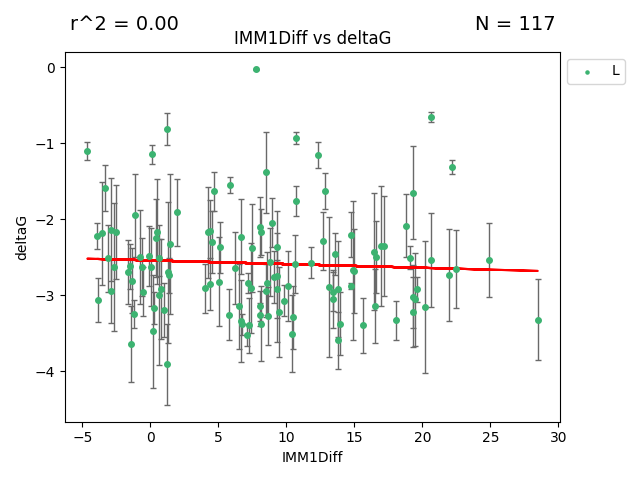 r^2 = 0.00
N = 117
IMM1Diff vs deltaG
L
0
−1
−2
−3
−4
deltaG
−5
0
5
10
15
20
25
30
IMM1Diff